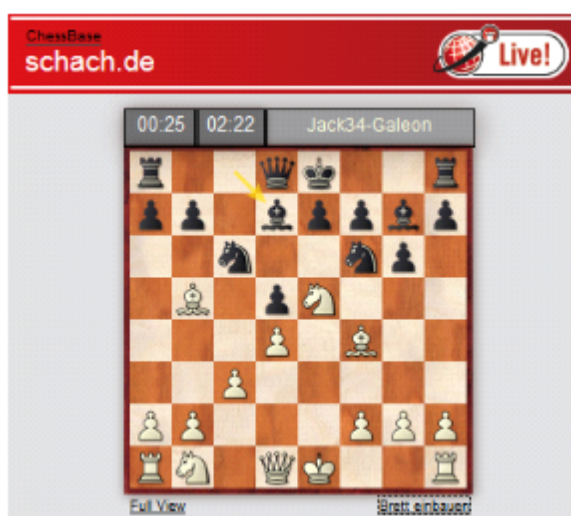 ChessBase
schach.de
Live!
00:25 02:22 Jack34-Galeon
Full View Brett einbauen